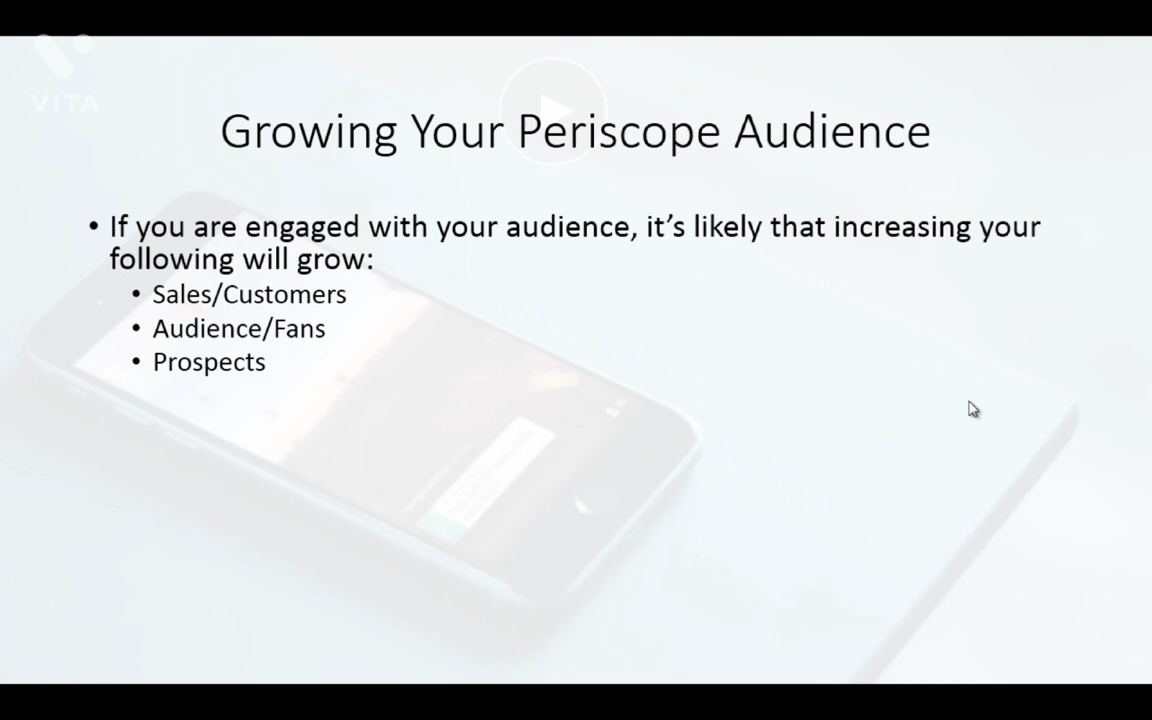 VITA
Growing Your Periscope Audience
• If you are engaged with your audience, it's likely that increasing your
following will grow:
• Sales/Customers
• Audience/Fans
• Prospects